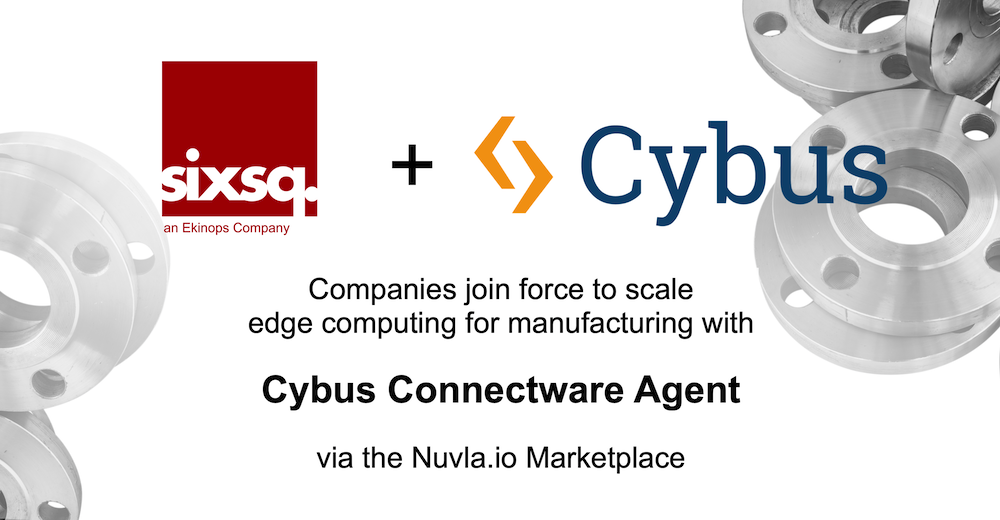 sixsq.
an Ekinops Company
+
Cybus
Companies join force to scale
edge computing for manufacturing with
Cybus Connectware Agent
via the Nuvla.io Marketplace